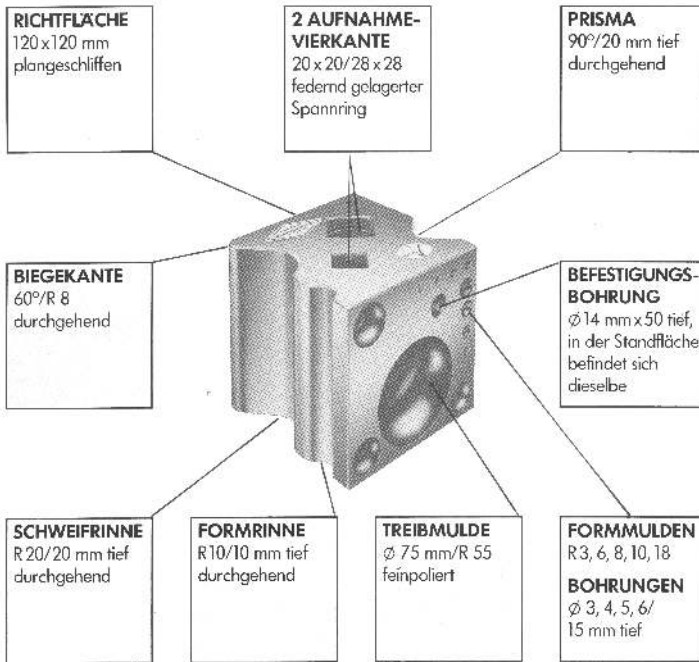 RICHTFLÄCHE
120x120 mm
plangeschliffen
2 AUFNAHME-
VIERKANTE
20 x 20/28 x 28
federnd gelagerter
Spannring
PRISMA
90°/20 mm tief
durchgehend
BIEGEKANTE
60°/R 8
durchgehend
BEFESTIGUNGS-
BOHRUNG
∅ 14 mm x 50 tief,
in der Standfläche
befindet sich
dieselbe
SCHWEIFRINNE
R 20/20 mm tief
durchgehend
FORMRINNE
R10/10 mm tief
durchgehend
TREIBMULDE
∅ 75 mm/R 55
feinpoliert
FORMMULDEN
R 3, 6, 8, 10, 18
BOHRUNGEN
∅ 3, 4, 5, 6/
15 mm tief